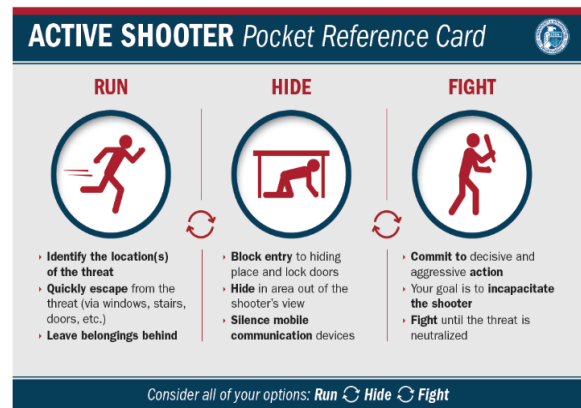 ACTIVE SHOOTER Pocket Reference Card
RUN
Identify the location(s)
of the threat
Quickly escape from the
threat (via windows, stairs,
doors, etc.)
Leave belongings behind
HIDE
Block entry to hiding
place and lock doors
Hide in area out of the
shooter's view
Silence mobile
communication devices
FIGHT
Commit to decisive and
aggressive action
Your goal is to incapacitate
the shooter
Fight until the threat is
neutralized
Consider all of your options: Run Hide Fight